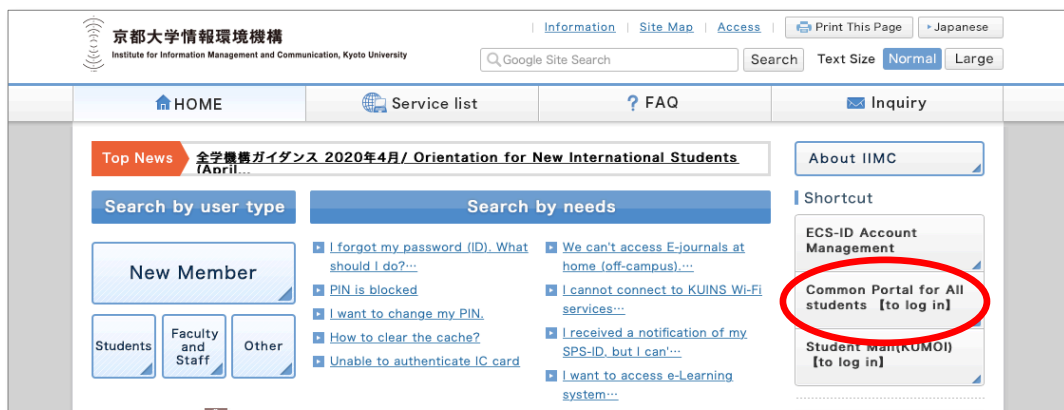 Information
Site Map
Access
Print This Page
Japanese
京都大学情報環境機構
Institute for Information Management and Communication, Kyoto University
Google Site Search
Search
Text Size
Normal
Large
HOME
Service list
? FAQ
Inquiry
Top News
全学機構ガイダンス 2020年4月/ Orientation for New International Students
(April...
About IIMC
Search by user type
New Member
Students
Faculty
and
Staff
Other
Search by needs
I forgot my password (ID). What
should I do?…
PIN is blocked
I want to change my PIN.
How to clear the cache?
Unable to authenticate IC card
We can't access E-journals at
home (off-campus).…
I cannot connect to KUINS Wi-Fi
services…
I received a notification of my
SPS-ID, but I can'…
I want to access e-Learning
system…
Shortcut
ECS-ID Account
Management
Common Portal for All
students 【to log in】
Student Mail(KUMOI)
【to log in】